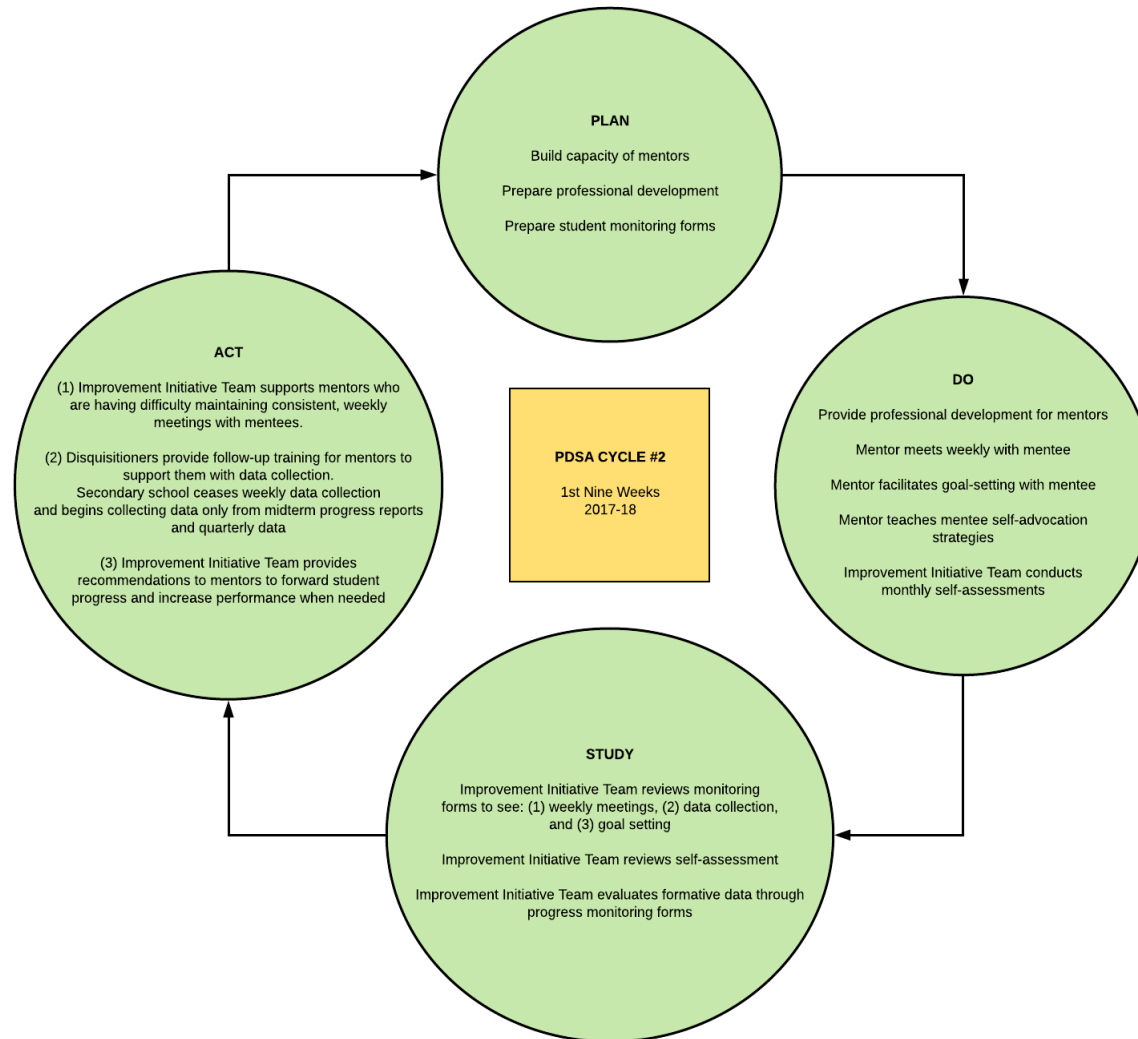 PLAN
Build capacity of mentors
Prepare professional development
Prepare student monitoring forms
DO
Provide professional development for mentors
Mentor meets weekly with mentee
Mentor facilitates goal-setting with mentee
Mentor teaches mentee self-advocation
strategies
Improvement Initiative Team conducts
monthly self-assessments
STUDY
Improvement Initiative Team reviews monitoring
forms to see: (1) weekly meetings, (2) data collection,
and (3) goal setting
Improvement Initiative Team reviews self-assessment
Improvement Initiative Team evaluates formative data through
progress monitoring forms
ACT
(1) Improvement Initiative Team supports mentors who
are having difficulty maintaining consistent, weekly
meetings with mentees.
(2) Disquisitioners provide follow-up training for mentors to
support them with data collection.
Secondary school ceases weekly data collection
and begins collecting data only from midterm progress reports
and quarterly data
(3) Improvement Initiative Team provides
recommendations to mentors to forward student
progress and increase performance when needed
PDSA CYCLE #2
1st Nine Weeks
2017-18